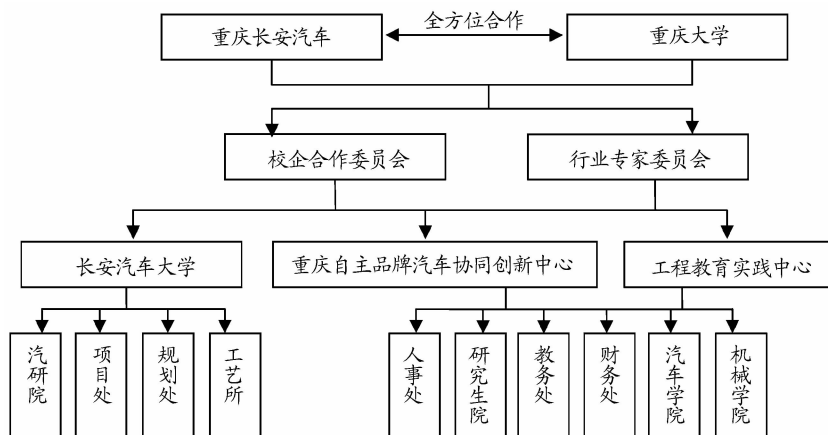 重庆长安汽车
全方位合作
重庆大学
校企合作委员会
行业专家委员会
长安汽车大学
重庆自主品牌汽车协同创新中心
工程教育实践中心
汽研院
项目处
规划处
工艺所
人事处
研究生院
教务处
财务处
汽车学院
机械学院